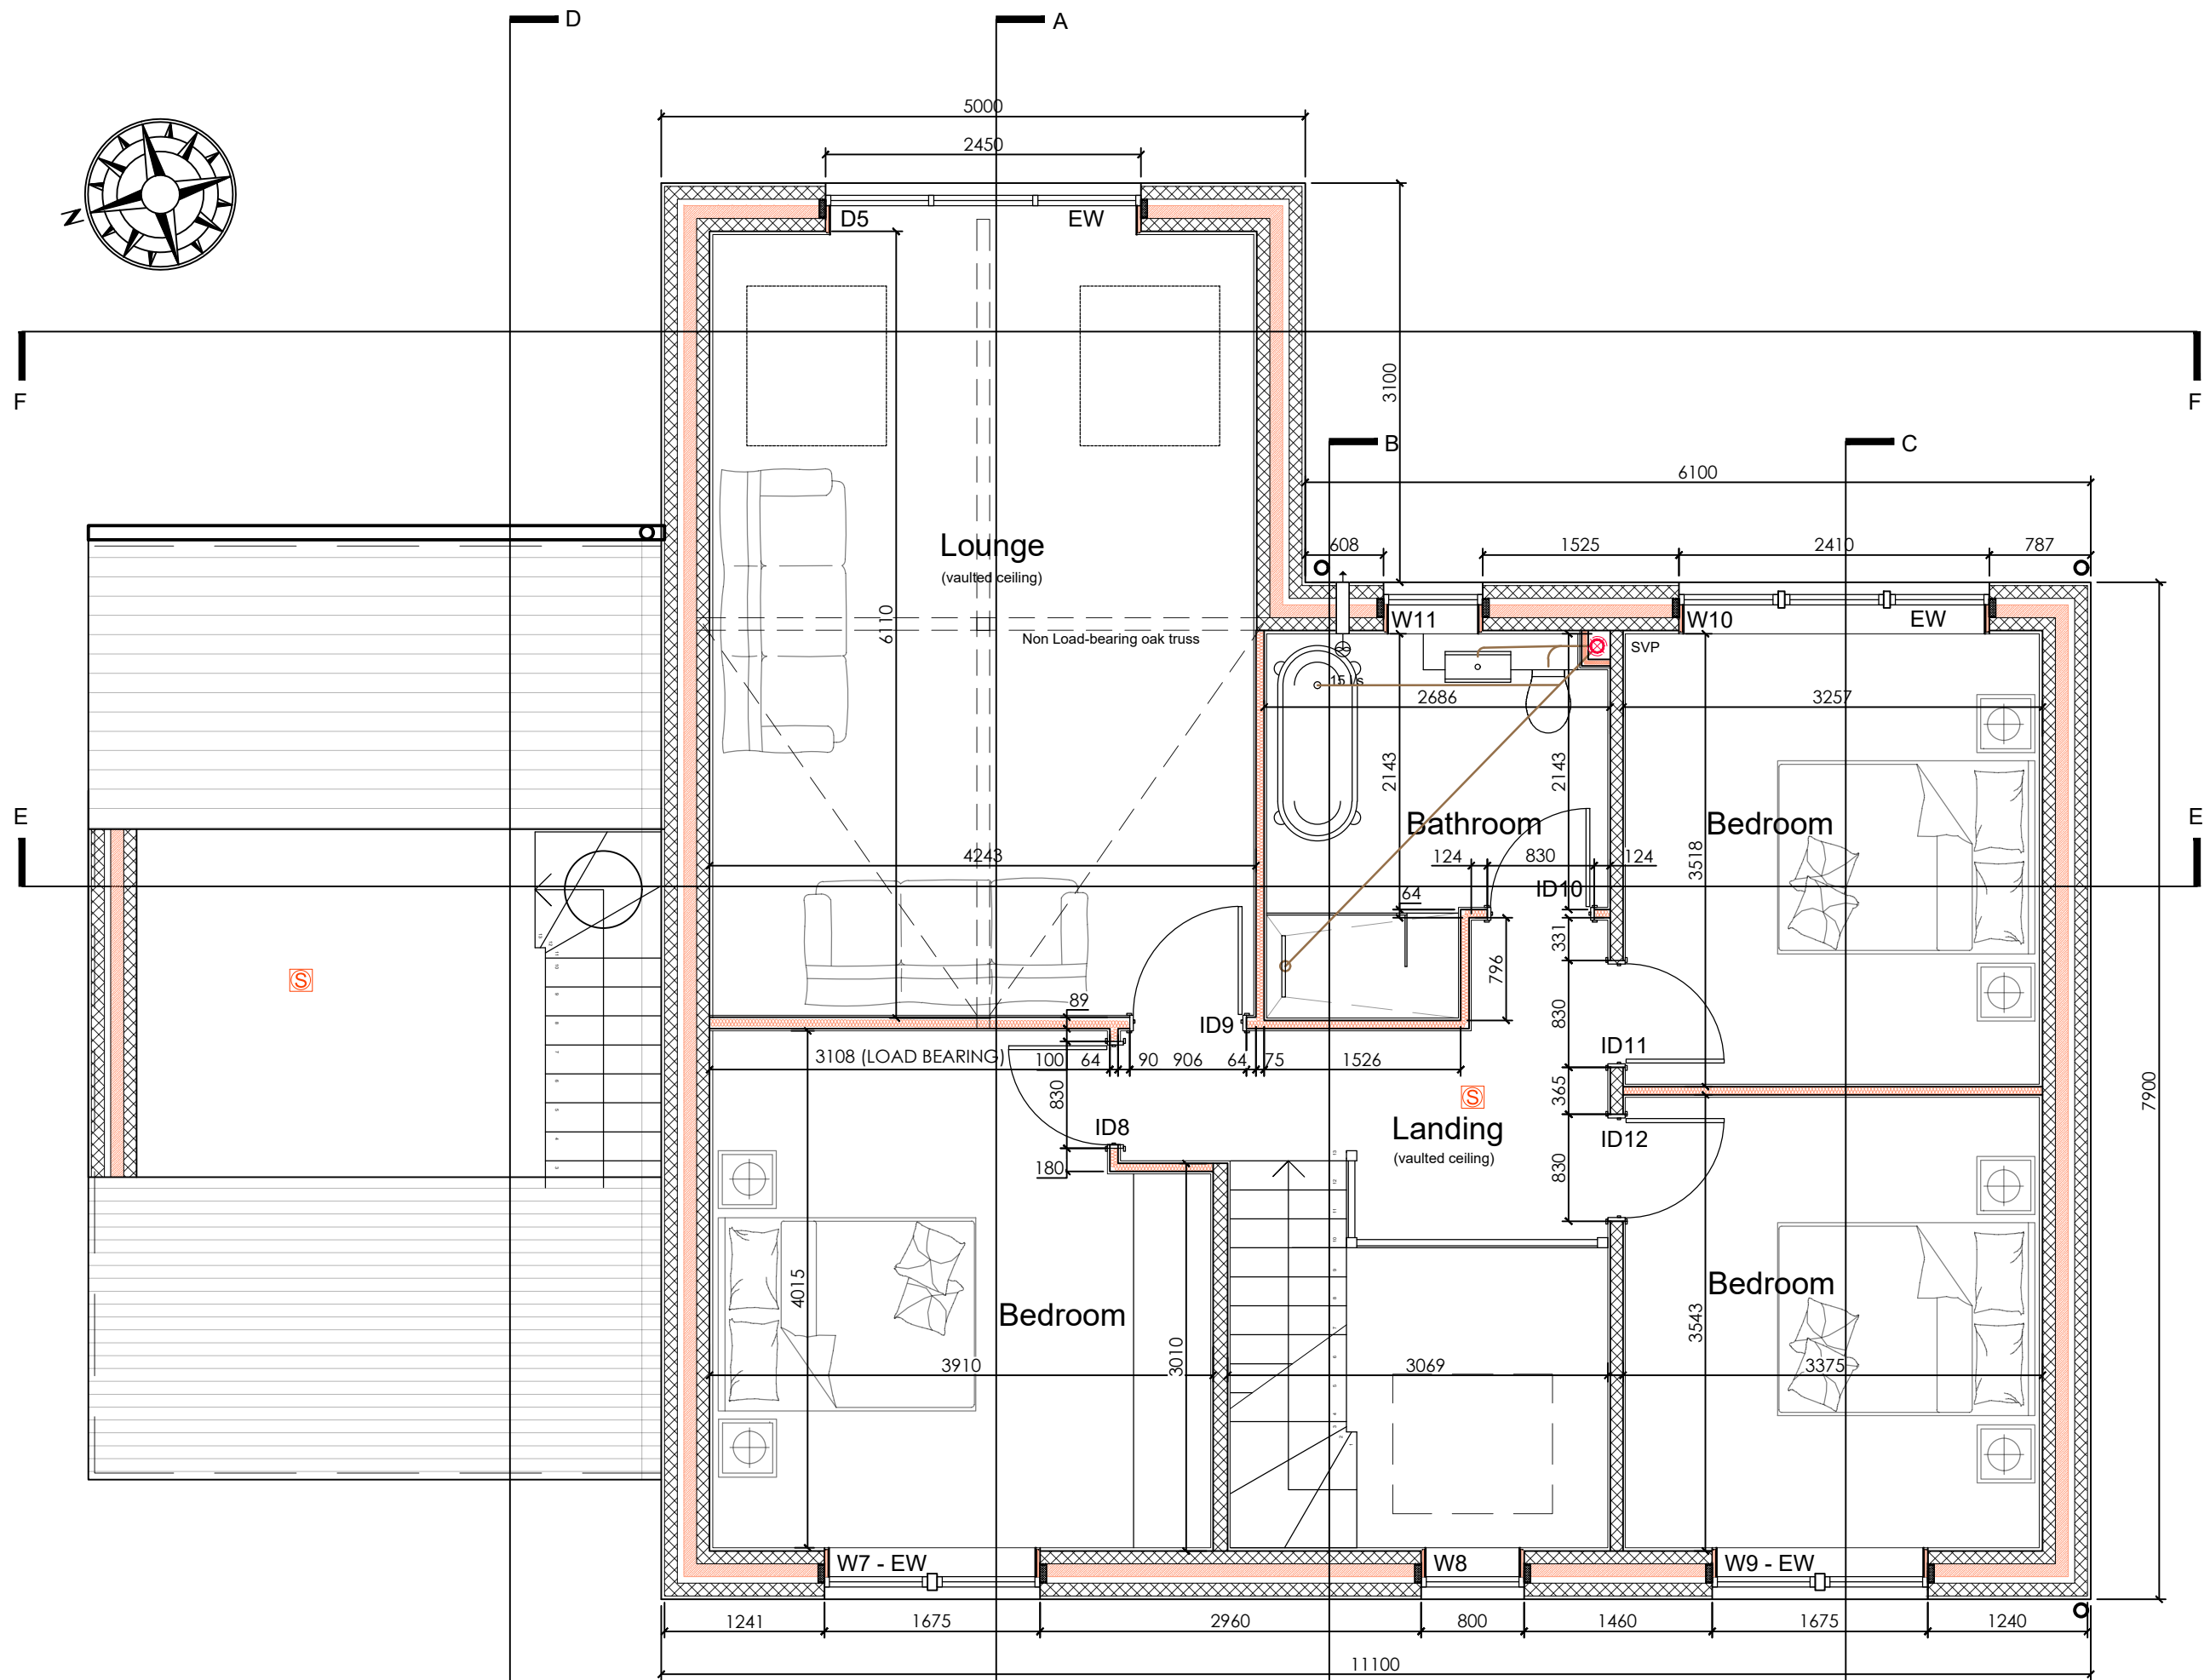 D
A
5000
2450
N
D5
EW
F
F
3100
B
C
6100
Lounge
(vaulted ceiling)
608
1525
2410
787
W11
W10
EW
6110
Non Load-bearing oak truss
SVP
2686
3257
2143
2143
E
E
Bathroom
Bedroom
4243
124
830
124
3518
ID10
64
331
S
796
89
830
ID9
ID11
3108 (LOAD BEARING)
100
64
90
906
64
75
1526
830
S
365
7900
ID8
Landing
(vaulted ceiling)
ID12
180
830
4015
Bedroom
Bedroom
3543
3010
3910
3069
3375
W7 - EW
W8
W9 - EW
1241
1675
2960
800
1460
1675
1240
11100